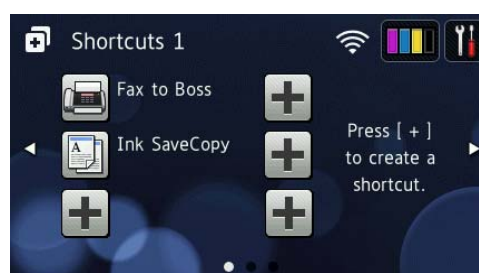 Shortcuts 1
Fax to Boss
Ink SaveCopy
Press [ + ]
to create a
shortcut.